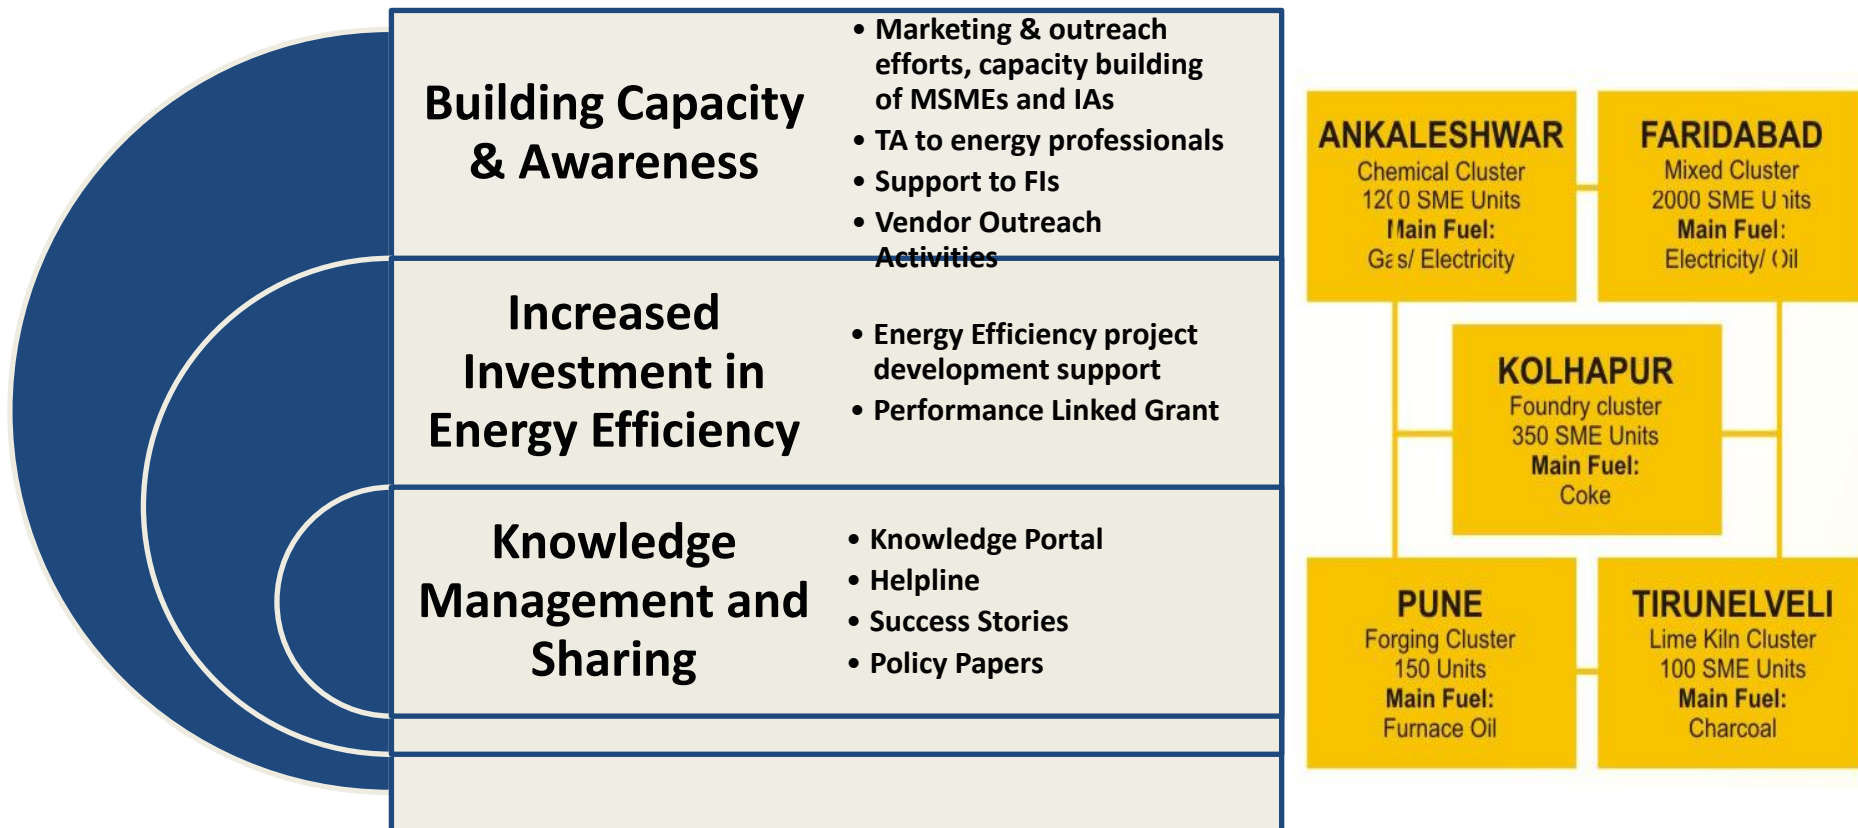 Building Capacity
& Awareness
• Marketing & outreach
efforts, capacity building
of MSMEs and IAs
• TA to energy professionals
• Support to FIs
• Vendor Outreach
Activities
Increased
Investment in
Energy Efficiency
• Energy Efficiency project
development support
• Performance Linked Grant
Knowledge
Management and
Sharing
• Knowledge Portal
• Helpline
• Success Stories
• Policy Papers
ANKALESHWAR
Chemical Cluster
1200 SME Units
Main Fuel:
Gas/ Electricity
FARIDABAD
Mixed Cluster
2000 SME Units
Main Fuel:
Electricity/ Oil
KOLHAPUR
Foundry cluster
350 SME Units
Main Fuel:
Coke
PUNE
Forging Cluster
150 Units
Main Fuel:
Furnace Oil
TIRUNELVELI
Lime Kiln Cluster
100 SME Units
Main Fuel:
Charcoal